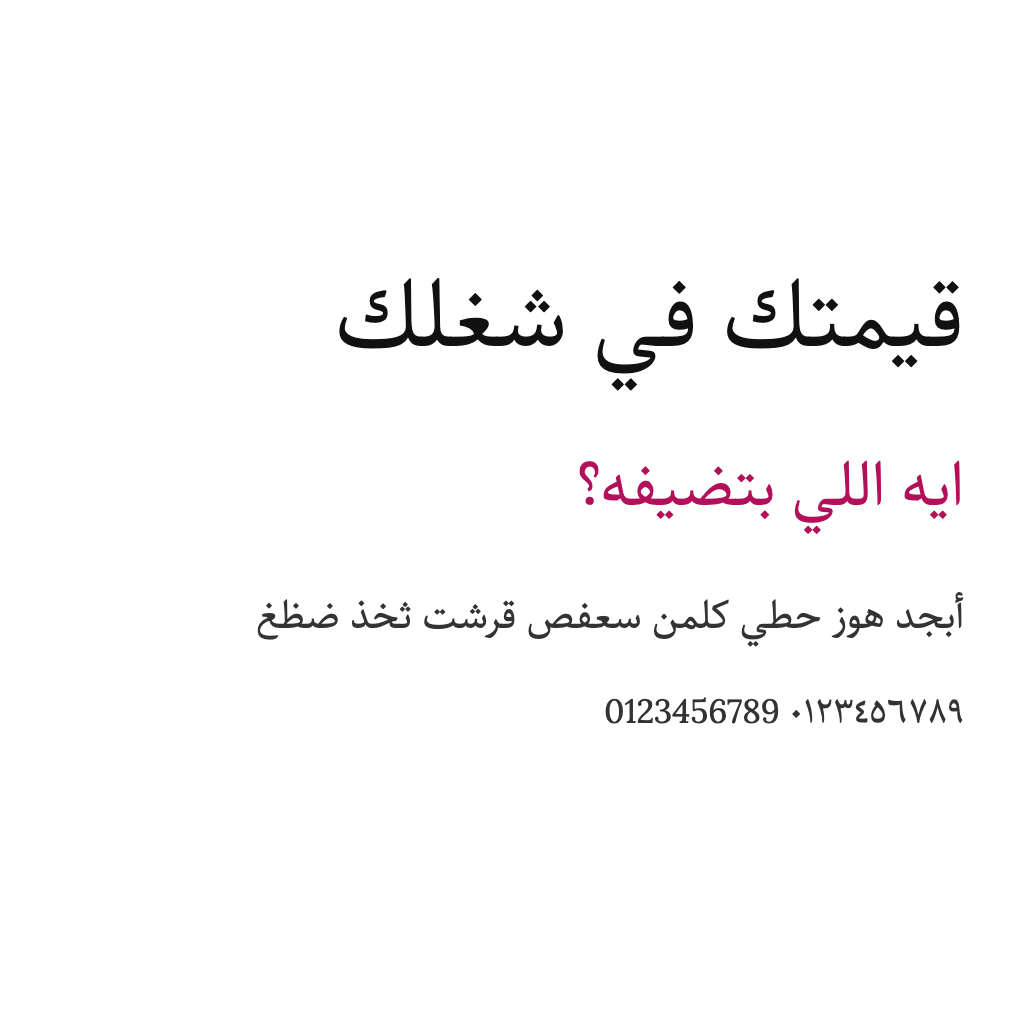 قيمتك في شغلك
ايه اللي بتضيفه؟
أبجد هوز حطي كلمن سعفص قرشت ثخذ ضظغ
0123456789 ٠١٢٣٤٥٦٧٨٩